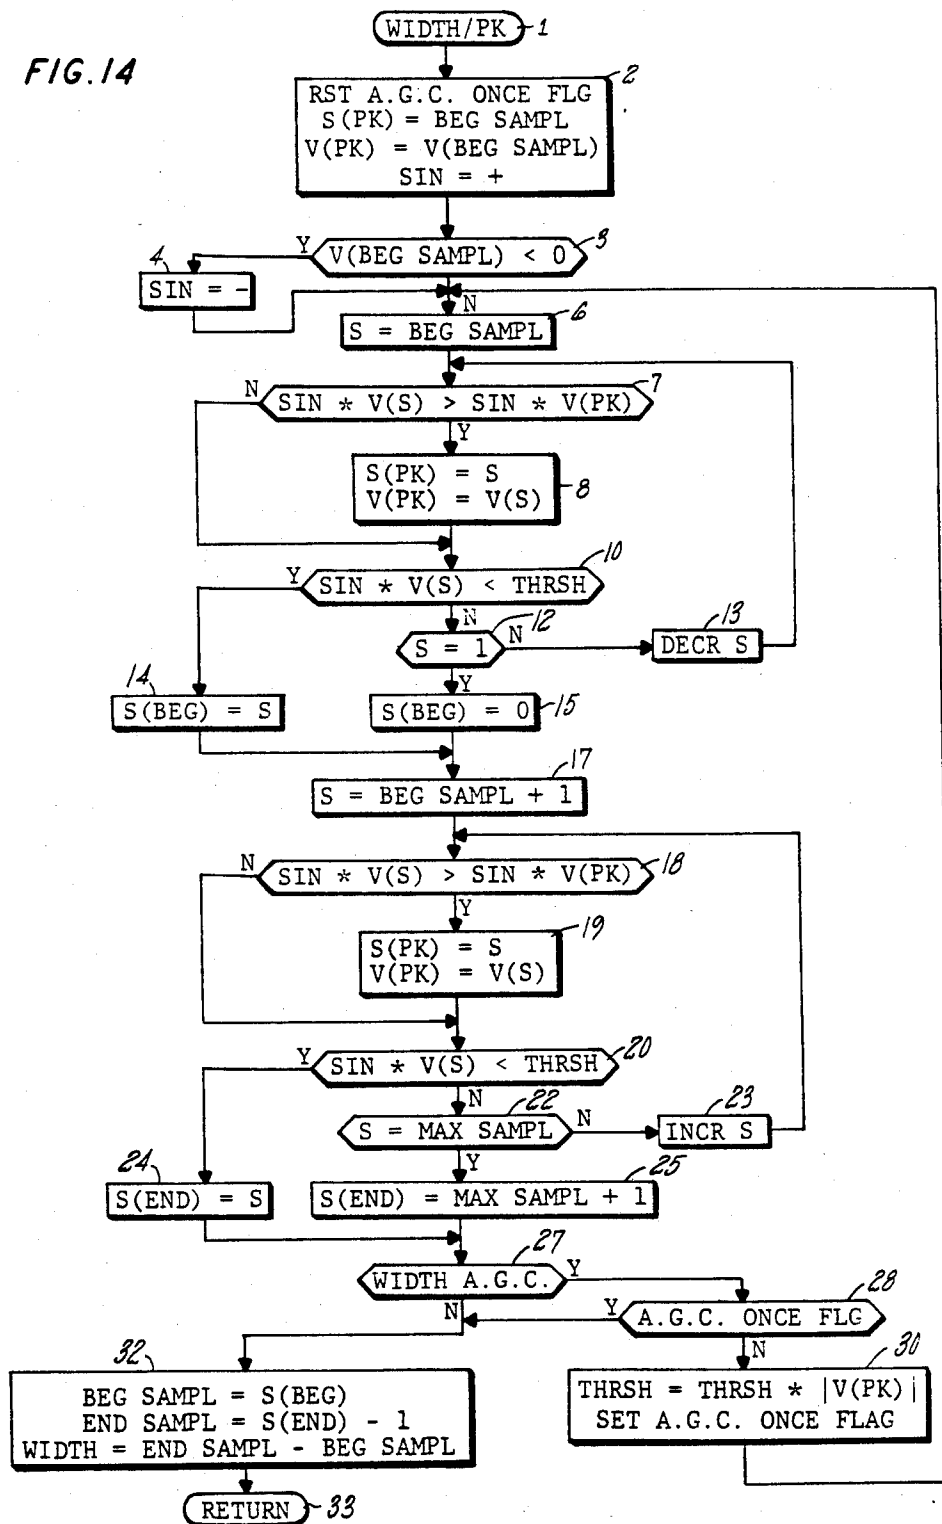 WIDTH/PK 1
FIG.14
2
RST A.G.C. ONCE FLG
S(PK) = BEG SAMPL
V(PK) = V(BEG SAMPL)
SIN = +
Y V(BEG SAMPL) < 0 3
4
SIN = -
N
6
S = BEG SAMPL
7
N SIN * V(S) > SIN * V(PK)
Y
S(PK) = S
V(PK) = V(S)
8
10
Y SIN * V(S) < THRSH
N
12
13
S = 1 N DECR S
Y
14
S(BEG) = S S(BEG) = 0 15
17
S = BEG SAMPL + 1
N SIN * V(S) > SIN * V(PK) 18
Y
19
S(PK) = S
V(PK) = V(S)
Y SIN * V(S) < THRSH 20
N
22
23
S = MAX SAMPL N INCR S
Y
24
25
S(END) = S S(END) = MAX SAMPL + 1
27
WIDTH A.G.C. Y
28
N Y A.G.C. ONCE FLG
N
32
30
BEG SAMPL = S(BEG)
END SAMPL = S(END) - 1
WIDTH = END SAMPL - BEG SAMPL
THRSH = THRSH * |V(PK)|
SET A.G.C. ONCE FLAG
RETURN 33